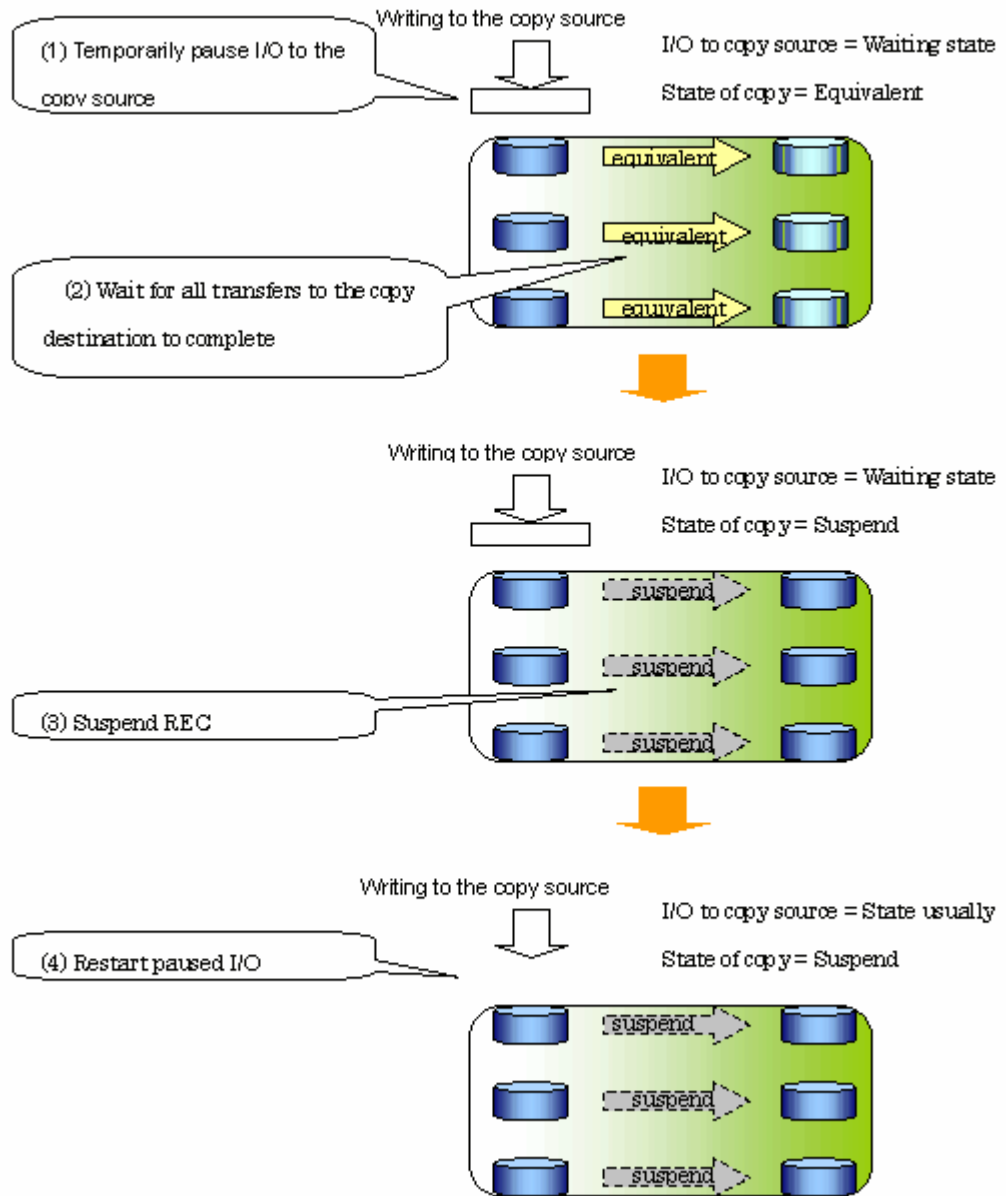 Writing to the copy source
(1) Temporarily pause I/O to the
copy source
I/O to copy source = Waiting state
State of copy = Equivalent
equivalent
equivalent
equivalent
(2) Wait for all transfers to the copy
destination to complete
Writing to the copy source
I/O to copy source = Waiting state
State of copy = Suspend
suspend
suspend
suspend
(3) Suspend REC
Writing to the copy source
I/O to copy source = State usually
State of copy = Suspend
(4) Restart paused I/O
suspend
suspend
suspend